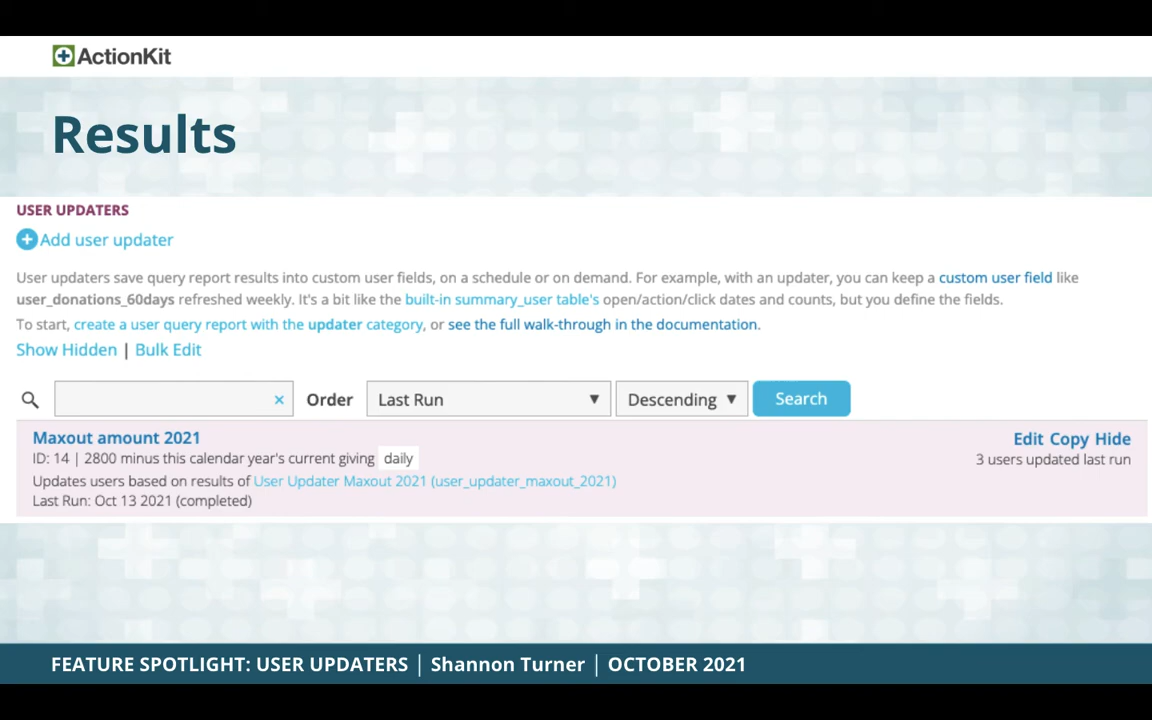 ActionKit
Results
USER UPDATERS
Add user updater
User updaters save query report results into custom user fields, on a schedule or on demand. For example, with an updater, you can keep a custom user field like
user_donations_60days refreshed weekly. It's a bit like the built-in summary_user table's open/action/click dates and counts, but you define the fields.
To start, create a user query report with the updater category, or see the full walk-through in the documentation.
Show Hidden | Bulk Edit
× Order Last Run ▼ Descending ▼ Search
Maxout amount 2021 Edit Copy Hide
ID: 14 | 2800 minus this calendar year's current giving daily 3 users updated last run
Updates users based on results of User Updater Maxout 2021 (user_updater_maxout_2021)
Last Run: Oct 13 2021 (completed)
FEATURE SPOTLIGHT: USER UPDATERS | Shannon Turner | OCTOBER 2021